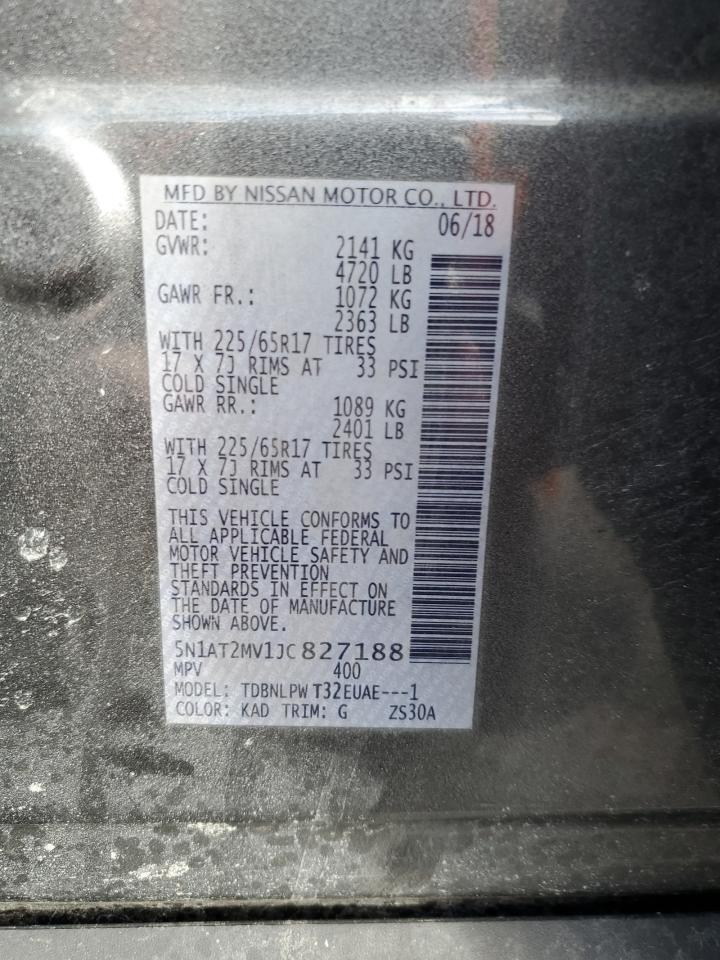 MFD BY NISSAN MOTOR CO., LTD.
DATE: 06/18
GVWR: 2141 KG
4720 LB
GAWR FR.: 1072 KG
2363 LB
WITH 225/65R17 TIRES
17 X 7J RIMS AT 33 PSI
COLD SINGLE
GAWR RR.: 1089 KG
2401 LB
WITH 225/65R17 TIRES
17 X 7J RIMS AT 33 PSI
COLD SINGLE
THIS VEHICLE CONFORMS TO
ALL APPLICABLE FEDERAL
MOTOR VEHICLE SAFETY AND
THEFT PREVENTION
STANDARDS IN EFFECT ON
THE DATE OF MANUFACTURE
SHOWN ABOVE.
5N1AT2MV1JC827188
MPV 400
MODEL: TDBNLPW T32EUAE---1
COLOR: KAD TRIM: G ZS30A